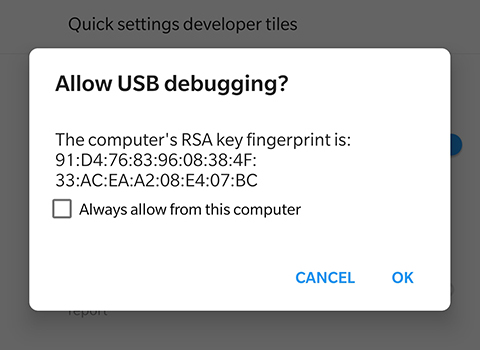 Quick settings developer tiles
Allow USB debugging?
The computer's RSA key fingerprint is:
91:D4:76:83:96:08:38:4F:
33:AC:EA:A2:08:E4:07:BC
Always allow from this computer
CANCEL OK
report